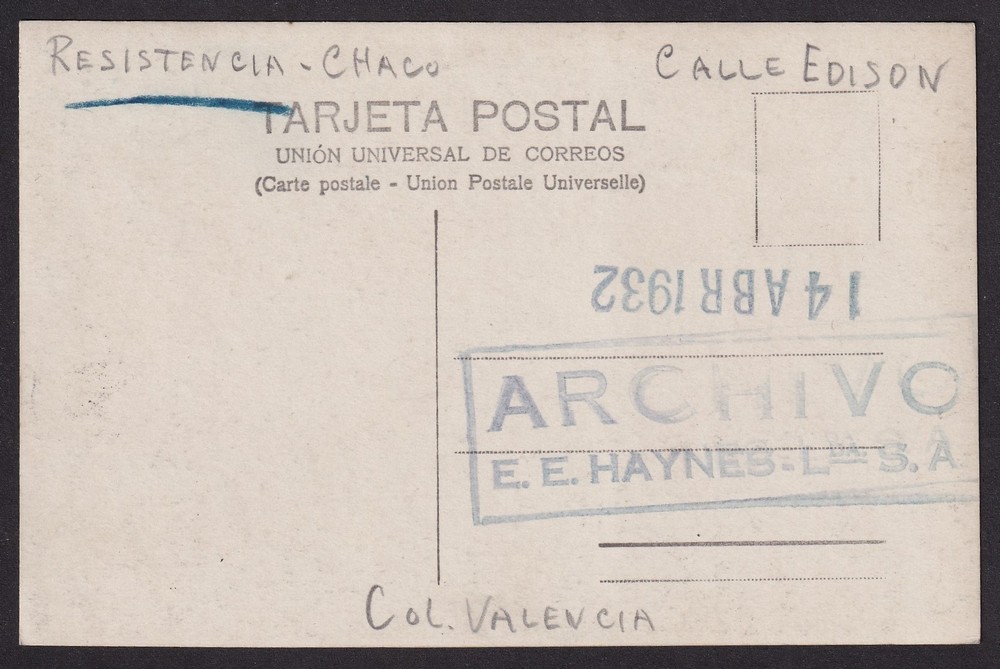 RESISTENCIA - CHACO
CALLE EDISON
TARJETA POSTAL
UNIÓN UNIVERSAL DE CORREOS
(Carte postale - Union Postale Universelle)
14 ABR 1932
ARCHIVO
E. E. HAYNES - LDA. S. A
COL. VALENCIA